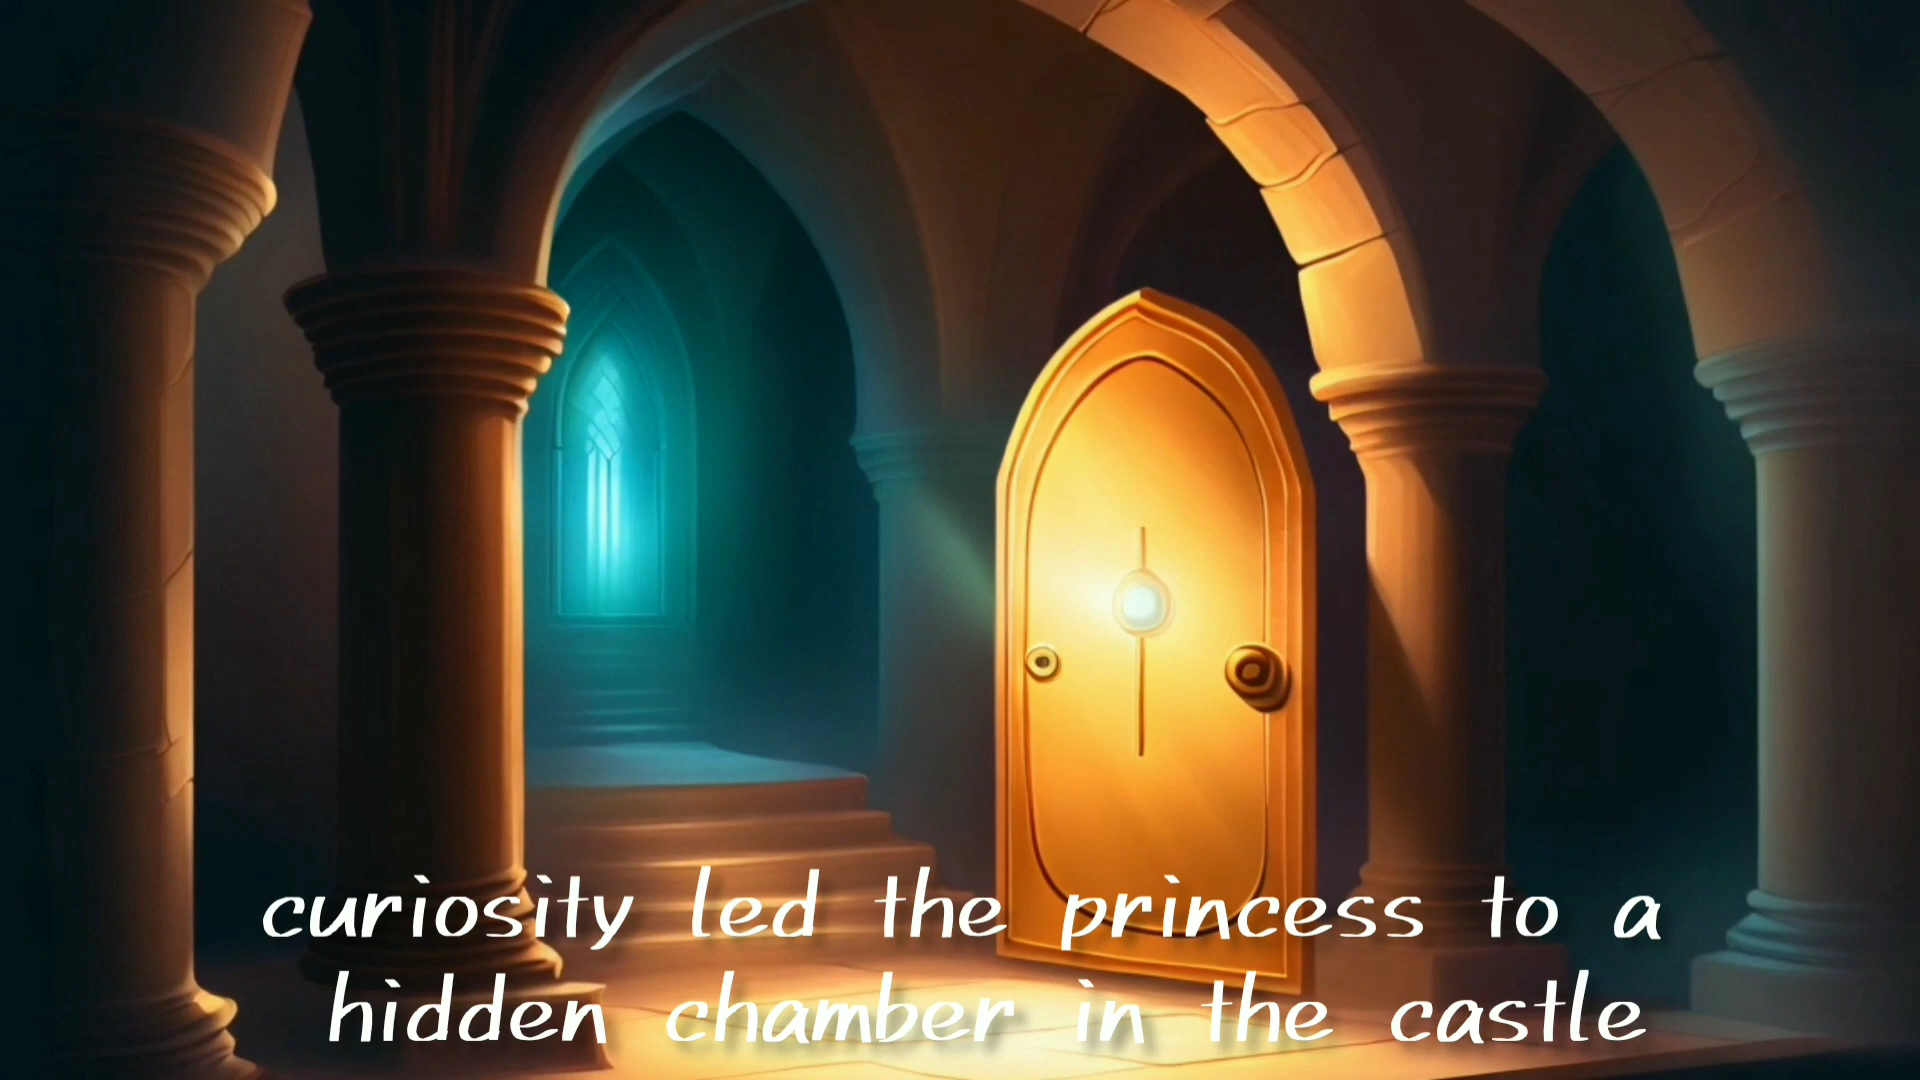 curiosity led the princess to a
hidden chamber in the castle